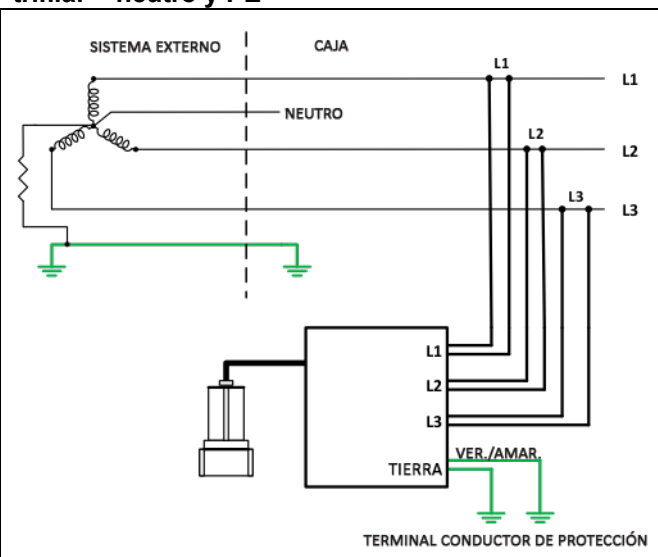 neutro y PE
SISTEMA EXTERNO
CAJA
L1
L1
NEUTRO
L2
L2
L3
L3
L1
L2
L3
VER./AMAR.
TIERRA
TERMINAL CONDUCTOR DE PROTECCIÓN